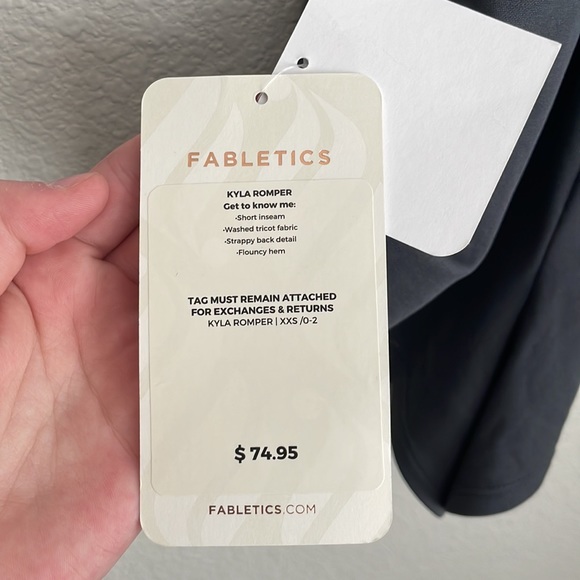 FABLETICS
KYLA ROMPER
Get to know me:
-Short inseam
-Washed tricot fabric
-Strappy back detail
-Flouncy hem
TAG MUST REMAIN ATTACHED
FOR EXCHANGES & RETURNS
KYLA ROMPER | XXS /0-2
$ 74.95
FABLETICS.COM